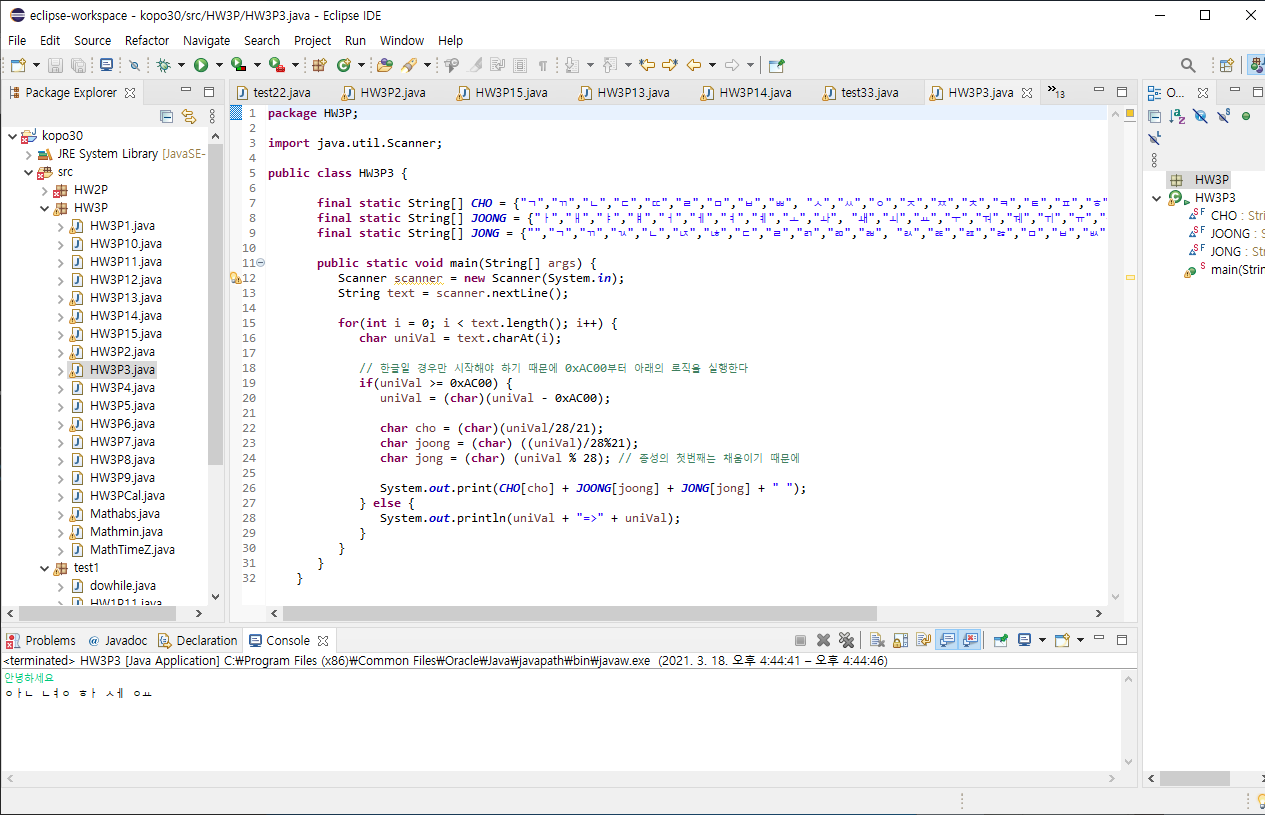 eclipse-workspace - kopo30/src/HW3P/HW3P3.java - Eclipse IDE
File Edit Source Refactor Navigate Search Project Run Window Help
Package Explorer
test22.java HW3P2.java HW3P15.java HW3P13.java HW3P14.java test33.java HW3P3.java »13
O...
kopo30
JRE System Library [JavaSE-
src
HW2P
HW3P
HW3P1.java
HW3P10.java
HW3P11.java
HW3P12.java
HW3P13.java
HW3P14.java
HW3P15.java
HW3P2.java
HW3P3.java
HW3P4.java
HW3P5.java
HW3P6.java
HW3P7.java
HW3P8.java
HW3P9.java
HW3PCal.java
Mathabs.java
Mathmin.java
MathTimeZ.java
test1
dowhile.java
HW1P11.java
1 package HW3P;
2
3 import java.util.Scanner;
4
5 public class HW3P3 {
6
7 final static String[] CHO = {"ㄱ","ㄲ","ㄴ","ㄷ","ㄸ","ㄹ","ㅁ","ㅂ","ㅃ", "ㅅ","ㅆ","ㅇ","ㅈ","ㅉ","ㅊ","ㅋ","ㅌ","ㅍ","ㅎ"
8 final static String[] JOONG = {"ㅏ","ㅐ","ㅑ","ㅒ","ㅓ","ㅔ","ㅕ","ㅖ","ㅗ","ㅘ", "ㅙ","ㅚ","ㅛ","ㅜ","ㅝ","ㅞ","ㅟ","ㅠ","
9 final static String[] JONG = {"","ㄱ","ㄲ","ㄳ","ㄴ","ㄵ","ㄶ","ㄷ","ㄹ","ㄺ","ㄻ","ㄼ", "ㄽ","ㄾ","ㄿ","ㅀ","ㅁ","ㅂ","ㅄ"
10
11 public static void main(String[] args) {
12 Scanner scanner = new Scanner(System.in);
13 String text = scanner.nextLine();
14
15 for(int i = 0; i < text.length(); i++) {
16 char uniVal = text.charAt(i);
17
18 // 한글일 경우만 시작해야 하기 때문에 0xAC00부터 아래의 로직을 실행한다
19 if(uniVal >= 0xAC00) {
20 uniVal = (char)(uniVal - 0xAC00);
21
22 char cho = (char)(uniVal/28/21);
23 char joong = (char) ((uniVal)/28%21);
24 char jong = (char) (uniVal % 28); // 종성의 첫번째는 채움이기 때문에
25
26 System.out.print(CHO[cho] + JOONG[joong] + JONG[jong] + " ");
27 } else {
28 System.out.println(uniVal + "=>" + uniVal);
29 }
30 }
31 }
32 }
HW3P
HW3P3
CHO : Stri
JOONG : S
JONG : Str
main(Strin
Problems @ Javadoc Declaration Console
<terminated> HW3P3 [Java Application] C:₩Program Files (x86)₩Common Files₩Oracle₩Java₩javapath₩bin₩javaw.exe (2021. 3. 18. 오후 4:44:41 – 오후 4:44:46)
안녕하세요
ㅇㅏㄴ ㄴㅕㅇ ㅎㅏ ㅅㅔ ㅇㅛ